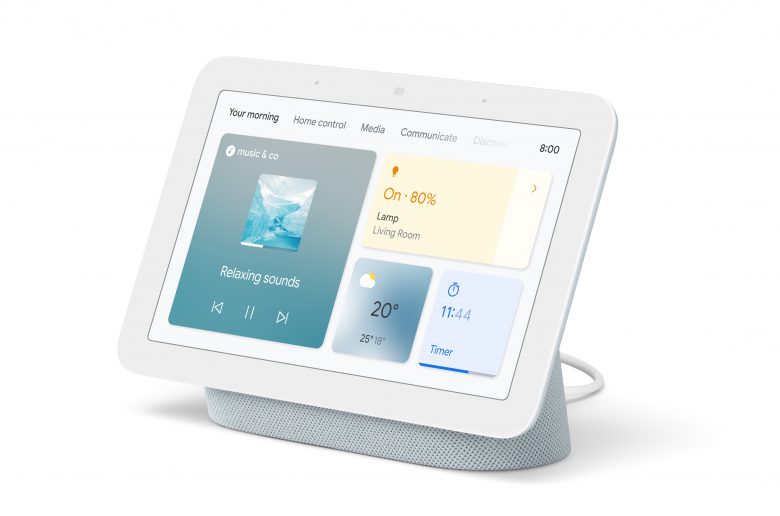 Your morning Home control Media Communicate Discover 8:00
music & co
Relaxing sounds
On · 80%
Lamp
Living Room
20°
25° 18°
11:44
Timer